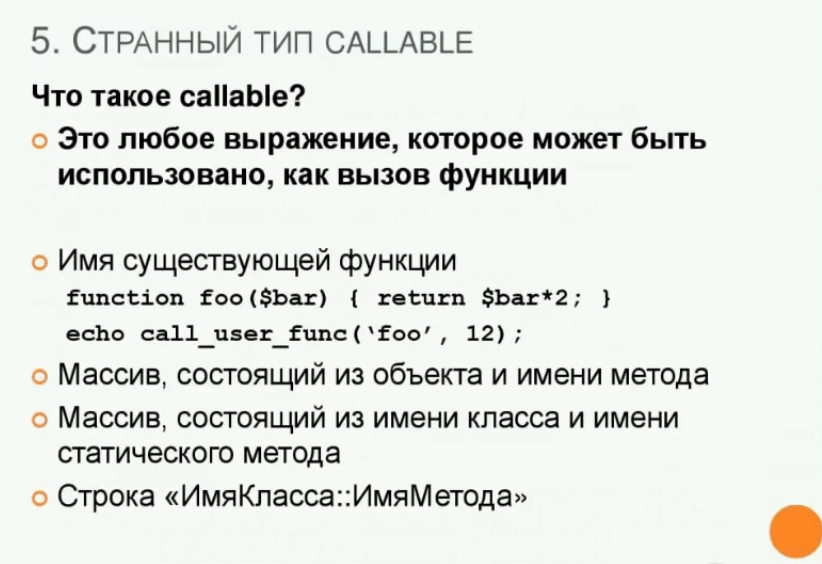 5. Странный тип callable
Что такое callable?
Это любое выражение, которое может быть
использовано, как вызов функции
Имя существующей функции
function foo($bar) { return $bar*2; }
echo call_user_func(‘foo’, 12);
Массив, состоящий из объекта и имени метода
Массив, состоящий из имени класса и имени
статического метода
Строка «ИмяКласса::ИмяМетода»